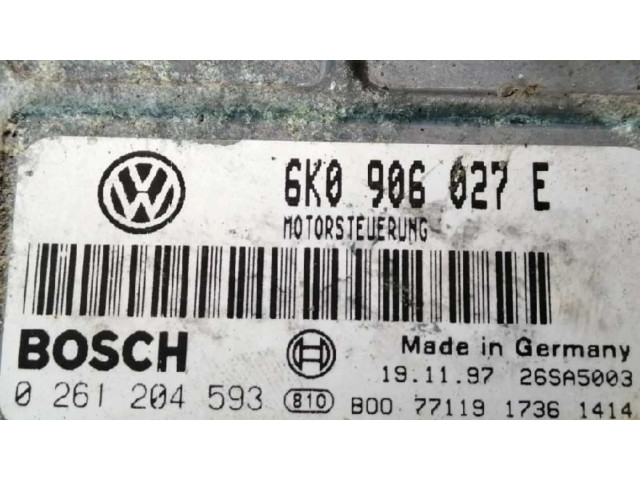 VW 6K0 906 027 E
MOTORSTEUERUNG
BOSCH Made in Germany
19.11.97 26SA5003
0 261 204 593 810 B00 77119 1736 1414